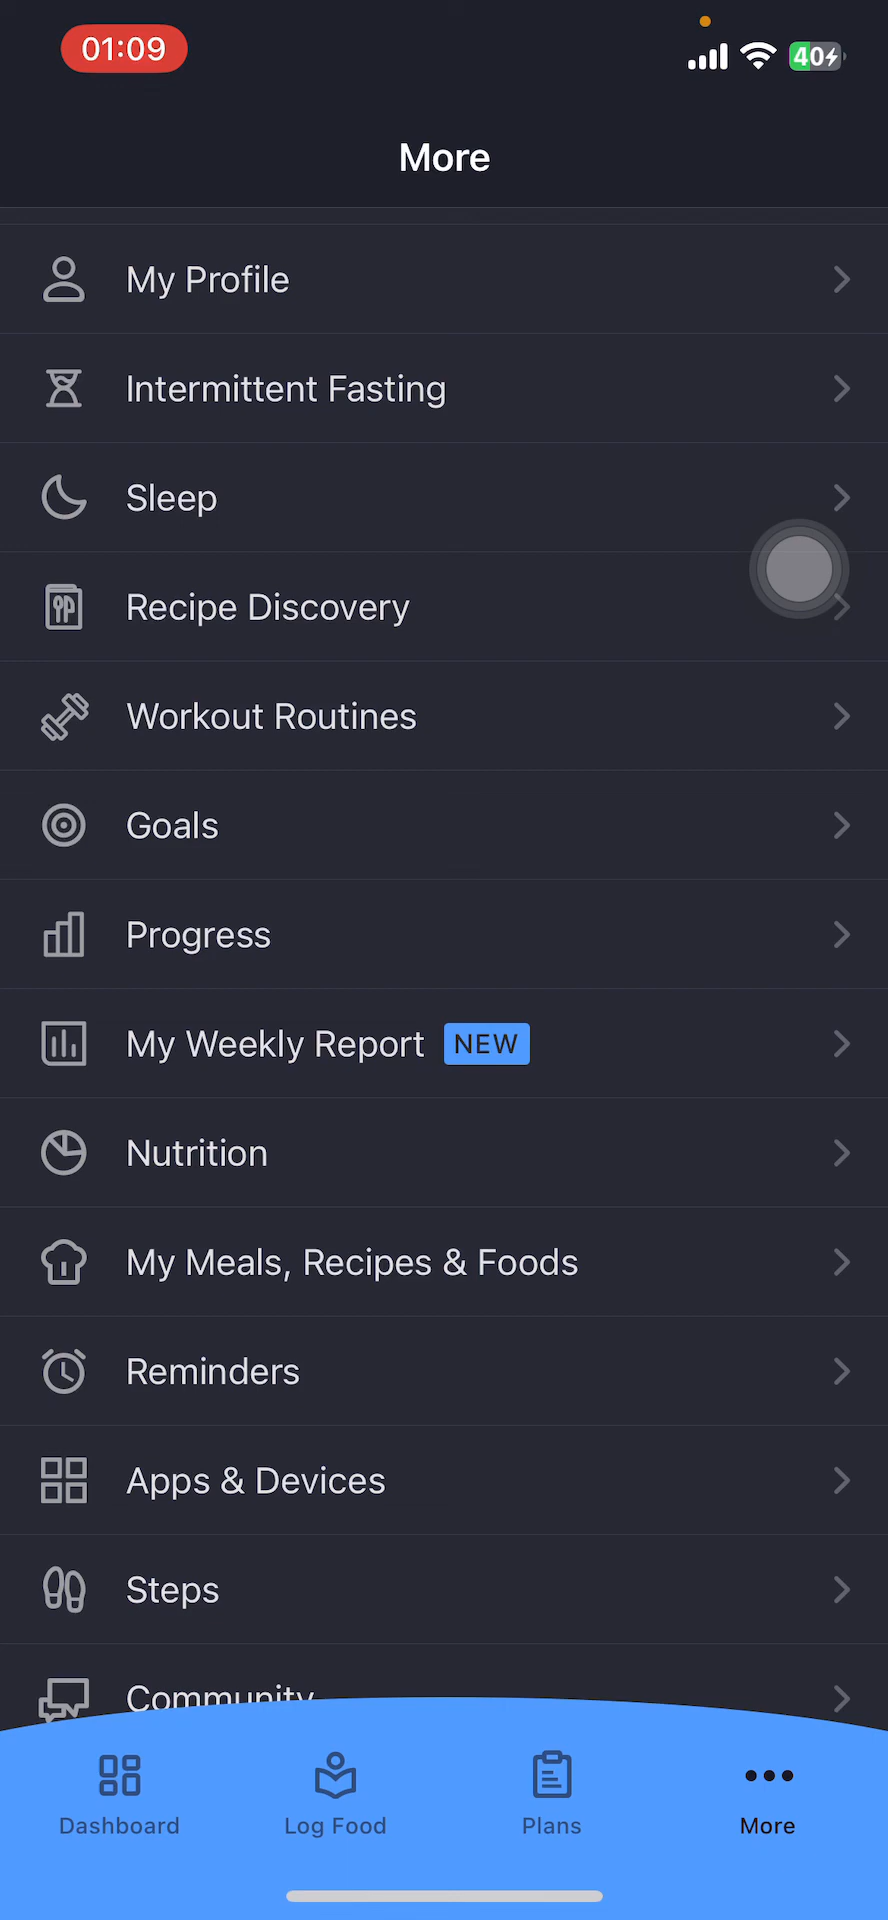 01:09
40
More
My Profile
Intermittent Fasting
Sleep
Recipe Discovery
Workout Routines
Goals
Progress
My Weekly Report NEW
Nutrition
My Meals, Recipes & Foods
Reminders
Apps & Devices
Steps
Community
Dashboard
Log Food
Plans
More